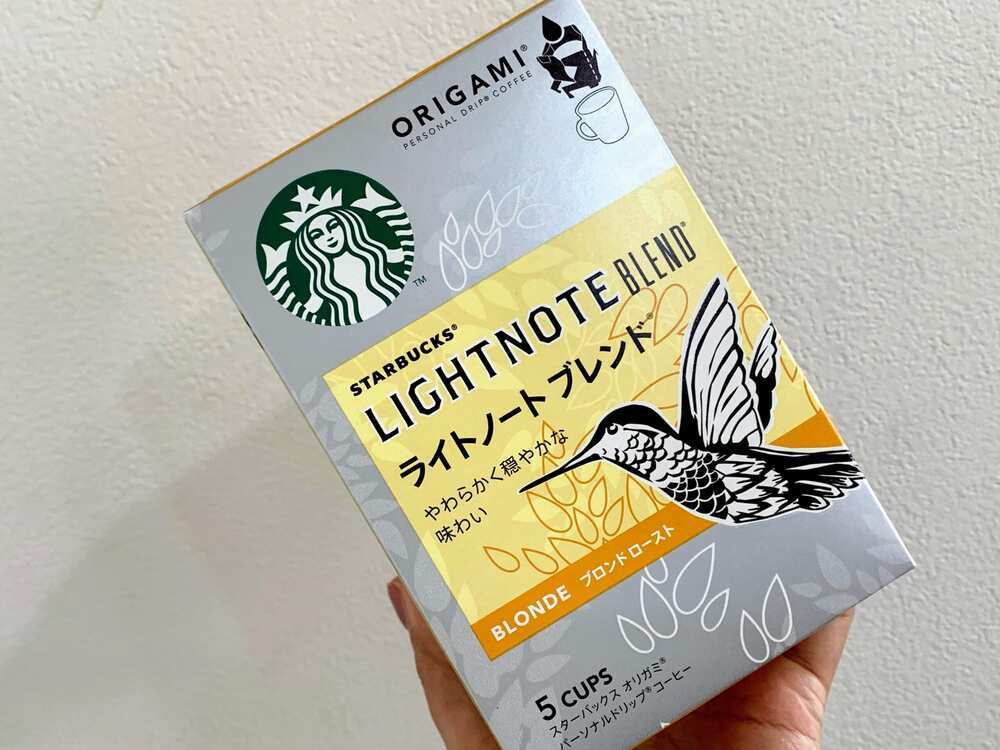 ORIGAMI®
PERSONAL DRIP® COFFEE
TM
STARBUCKS®
LIGHTNOTE BLEND®
ライトノート ブレンド®
やわらかく穏やかな
味わい
BLONDE ブロンド ロースト
5 CUPS
スターバックス オリガミ®
パーソナルドリップ® コーヒー